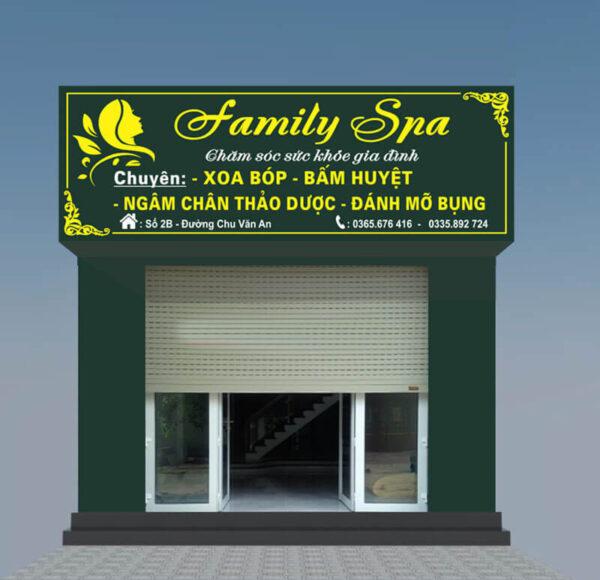 Family Spa
Chăm sóc sức khỏe gia đình
Chuyên: - XOA BÓP - BẤM HUYỆT
- NGÂM CHÂN THẢO DƯỢC - ĐÁNH MỠ BỤNG
: Số 2B - Đường Chu Văn An
: 0365.676 416 - 0335.892 724